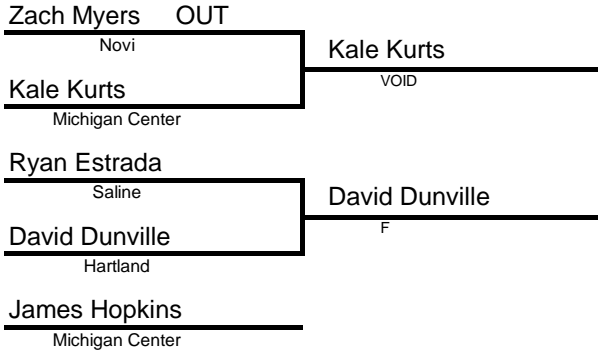 Zach Myers OUT
Novi
Kale Kurts
VOID
Kale Kurts
Michigan Center
Ryan Estrada
Saline
David Dunville
F
David Dunville
Hartland
James Hopkins
Michigan Center